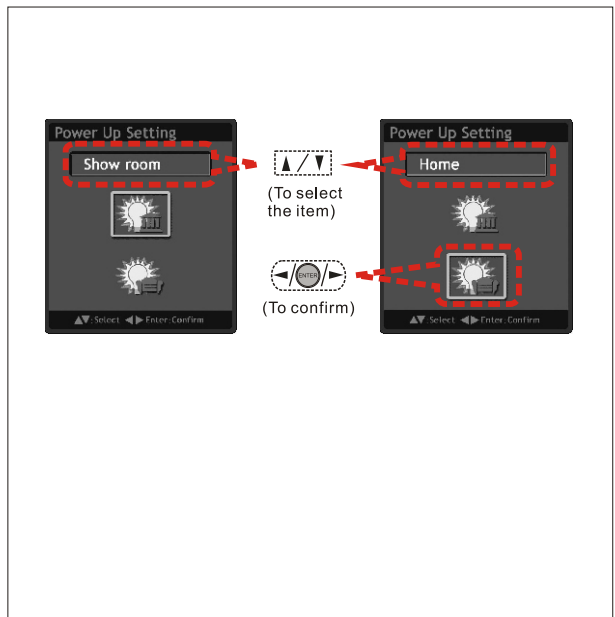 Power Up Setting
Show room
▲▼:Select ◀▶ Enter:Confirm
▲/▼
(To select
the item)
◄/ENTER/►
(To confirm)
Power Up Setting
Home
▲▼:Select ◀▶ Enter:Confirm